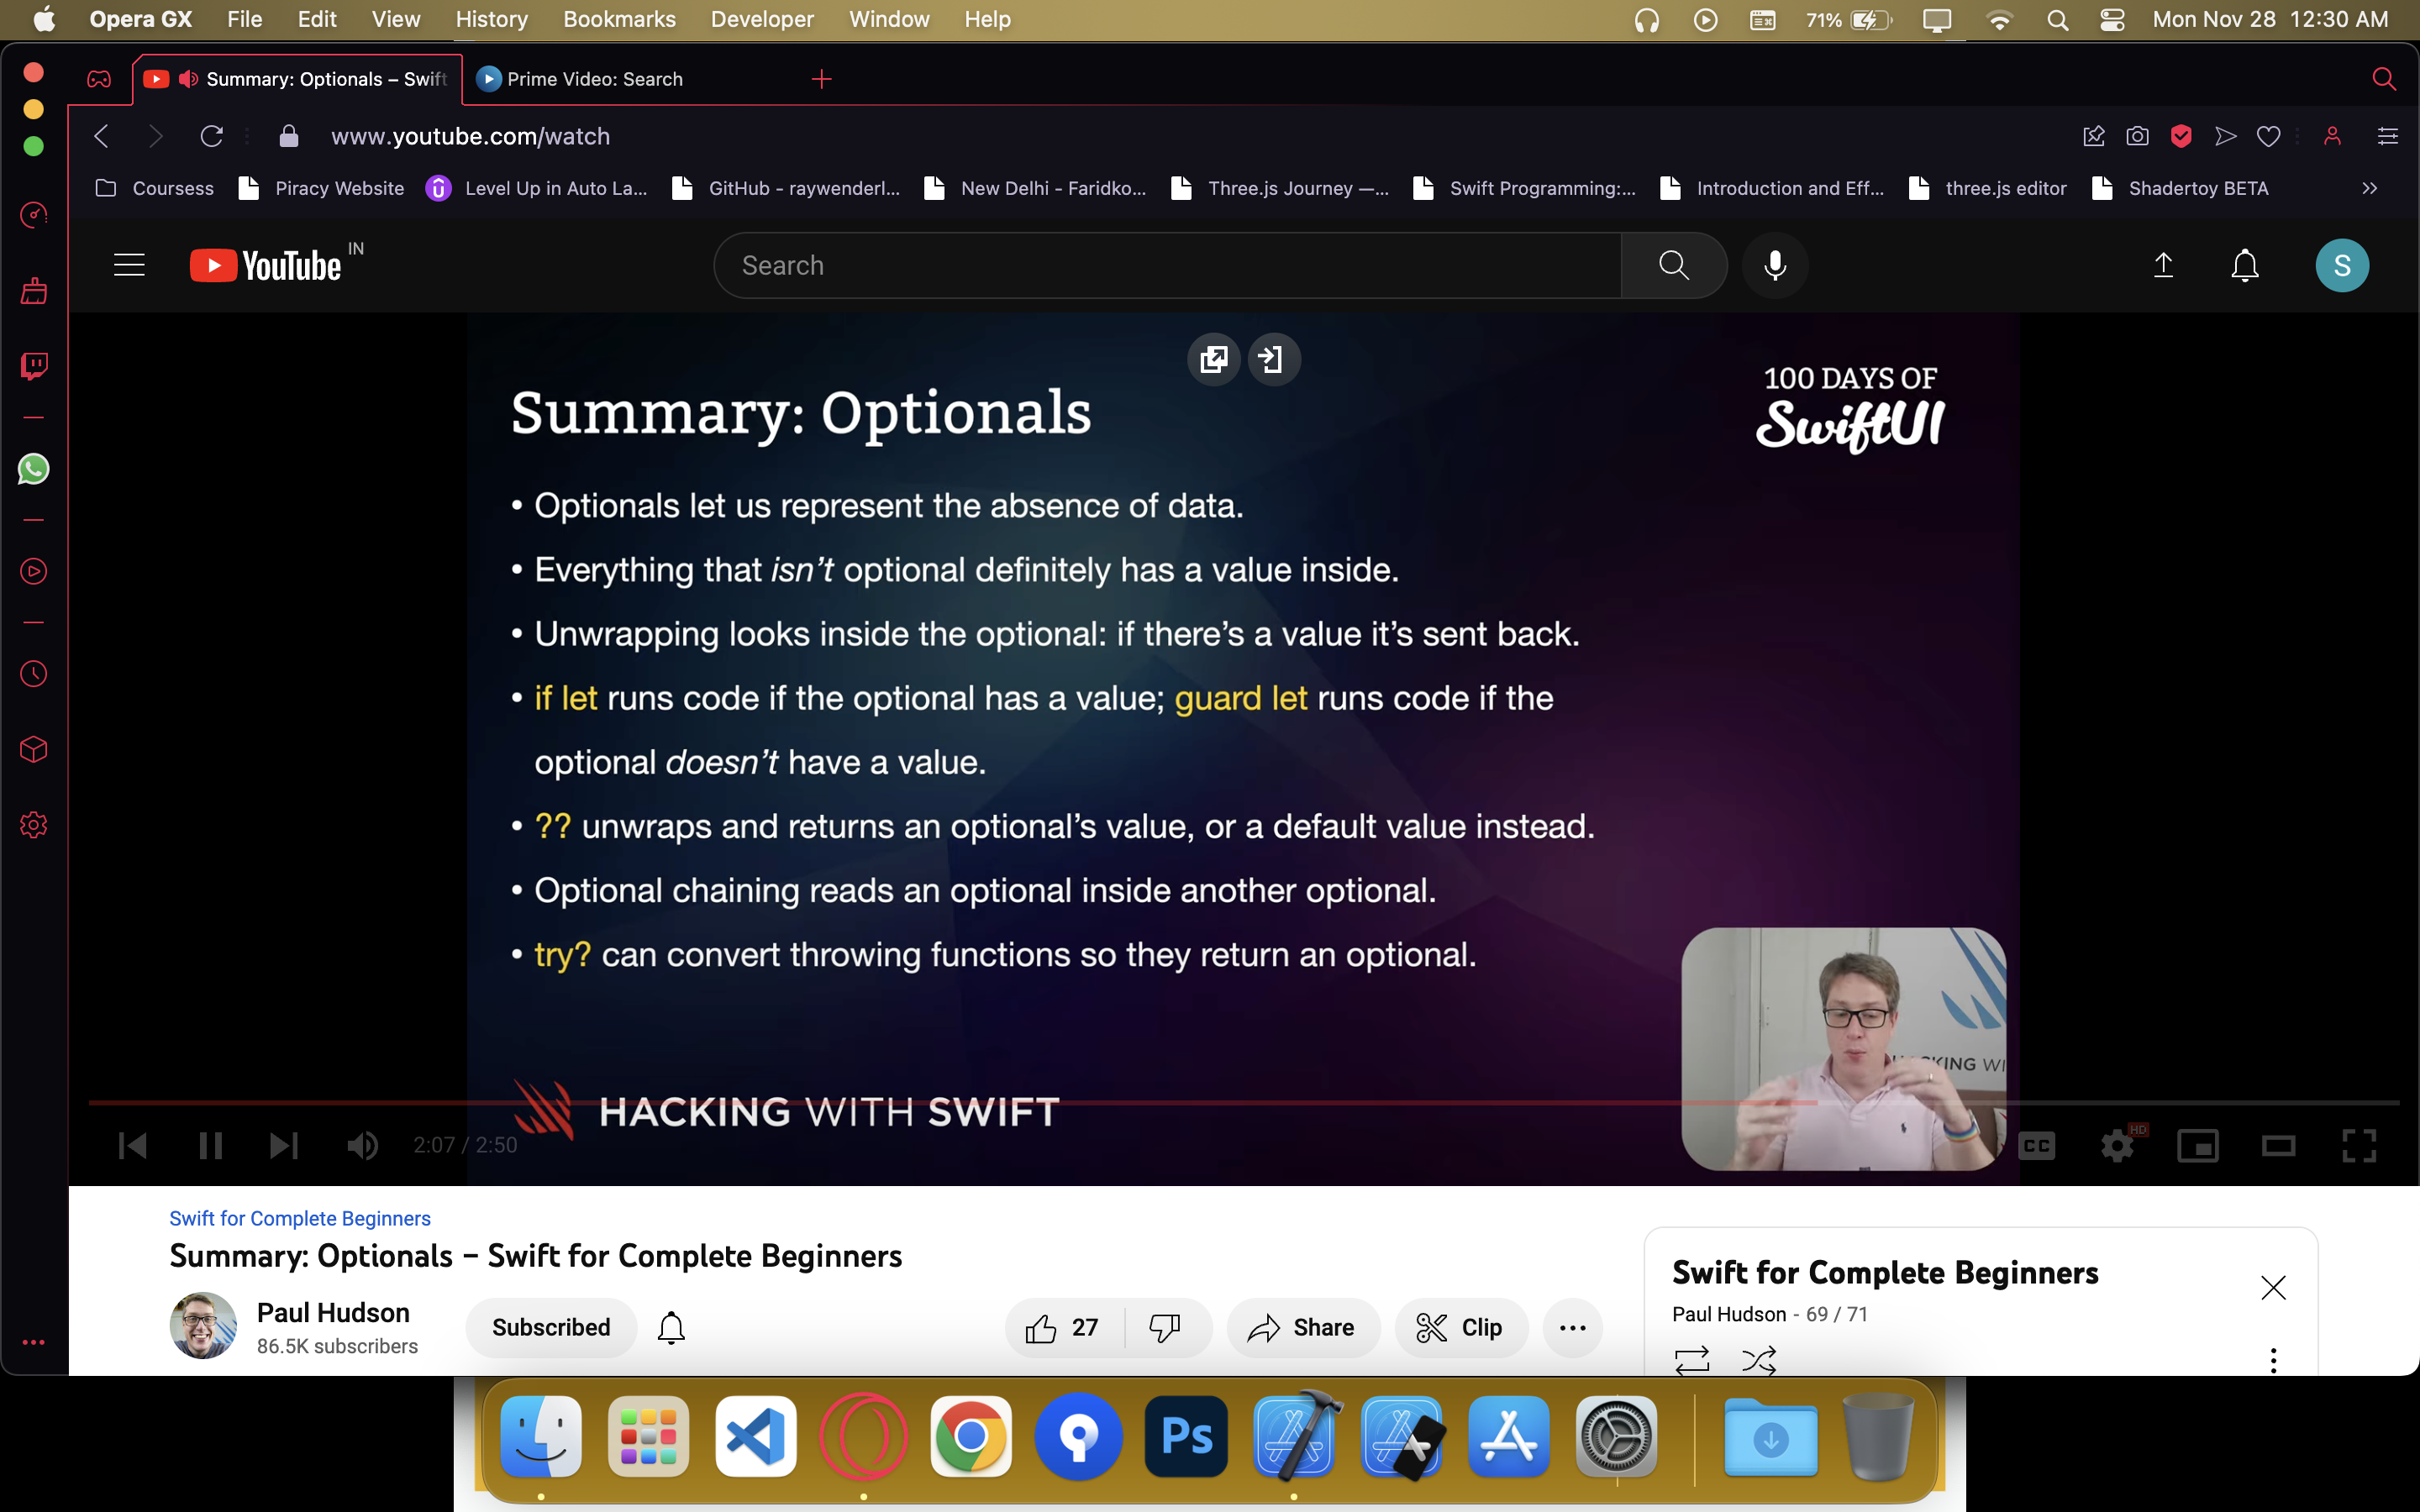 Opera GX File Edit View History Bookmarks Developer Window Help 71% Mon Nov 28 12:30 AM
Summary: Optionals – Swift Prime Video: Search
www.youtube.com/watch
Coursess Piracy Website Level Up in Auto La... GitHub - raywenderl... New Delhi - Faridko... Three.js Journey —... Swift Programming:... Introduction and Eff... three.js editor Shadertoy BETA
YouTube IN Search S
100 DAYS OF
SwiftUI
Summary: Optionals
• Optionals let us represent the absence of data.
• Everything that isn’t optional definitely has a value inside.
• Unwrapping looks inside the optional: if there’s a value it’s sent back.
• if let runs code if the optional has a value; guard let runs code if the
optional doesn’t have a value.
• ?? unwraps and returns an optional’s value, or a default value instead.
• Optional chaining reads an optional inside another optional.
• try? can convert throwing functions so they return an optional.
HACKING WI
HACKING WITH SWIFT
2:07 / 2:50 CC HD
Swift for Complete Beginners
Summary: Optionals – Swift for Complete Beginners
Paul Hudson
86.5K subscribers
Subscribed 27 Share Clip
Swift for Complete Beginners
Paul Hudson - 69 / 71
Ps